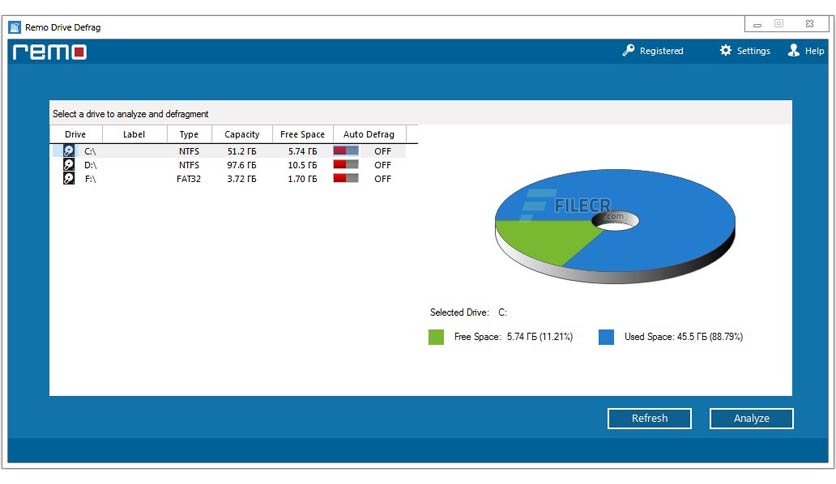 Remo Drive Defrag
remo
Registered Settings Help
Select a drive to analyze and defragment
Drive Label Type Capacity Free Space Auto Defrag
C:\ NTFS 51.2 ГБ 5.74 ГБ OFF
D:\ NTFS 97.6 ГБ 10.5 ГБ OFF
F:\ FAT32 3.72 ГБ 1.70 ГБ OFF
FILECR
.com
Selected Drive: C:
Free Space: 5.74 ГБ (11.21%) Used Space: 45.5 ГБ (88.79%)
Refresh Analyze